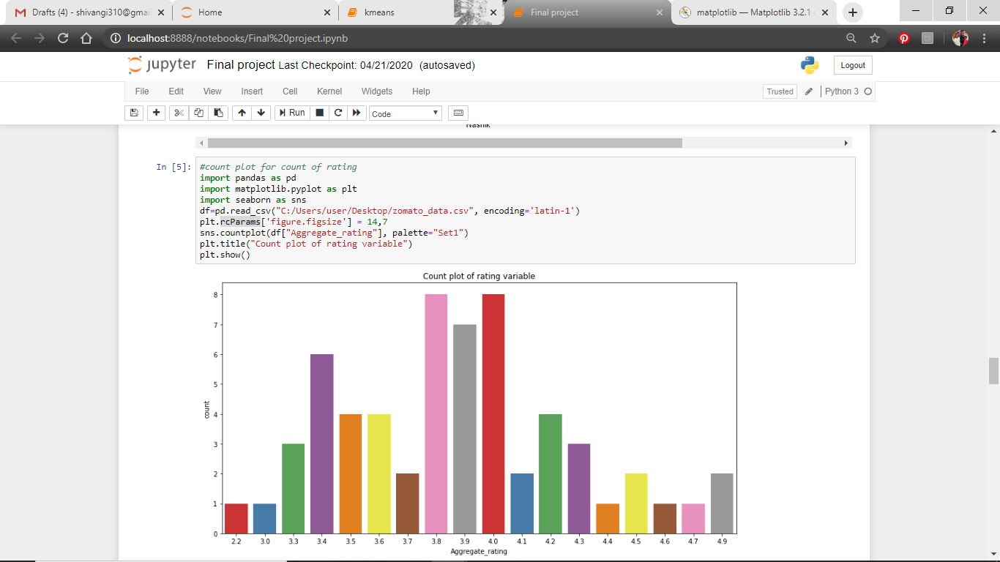 Drafts (4) - shivangi310@gmai
Home
kmeans
Final project
matplotlib — Matplotlib 3.2.1
localhost:8888/notebooks/Final%20project.ipynb
jupyter Final project Last Checkpoint: 04/21/2020 (autosaved)
Logout
File Edit View Insert Cell Kernel Widgets Help
Trusted Python 3
Run Code
Nashik
In [5]:
#count plot for count of rating
import pandas as pd
import matplotlib.pyplot as plt
import seaborn as sns
df=pd.read_csv("C:/Users/user/Desktop/zomato_data.csv", encoding='latin-1')
plt.rcParams['figure.figsize'] = 14,7
sns.countplot(df["Aggregate_rating"], palette="Set1")
plt.title("Count plot of rating variable")
plt.show()
Count plot of rating variable
8
7
6
5
4
3
2
1
0
count
2.2 3.0 3.3 3.4 3.5 3.6 3.7 3.8 3.9 4.0 4.1 4.2 4.3 4.4 4.5 4.6 4.7 4.9
Aggregate_rating